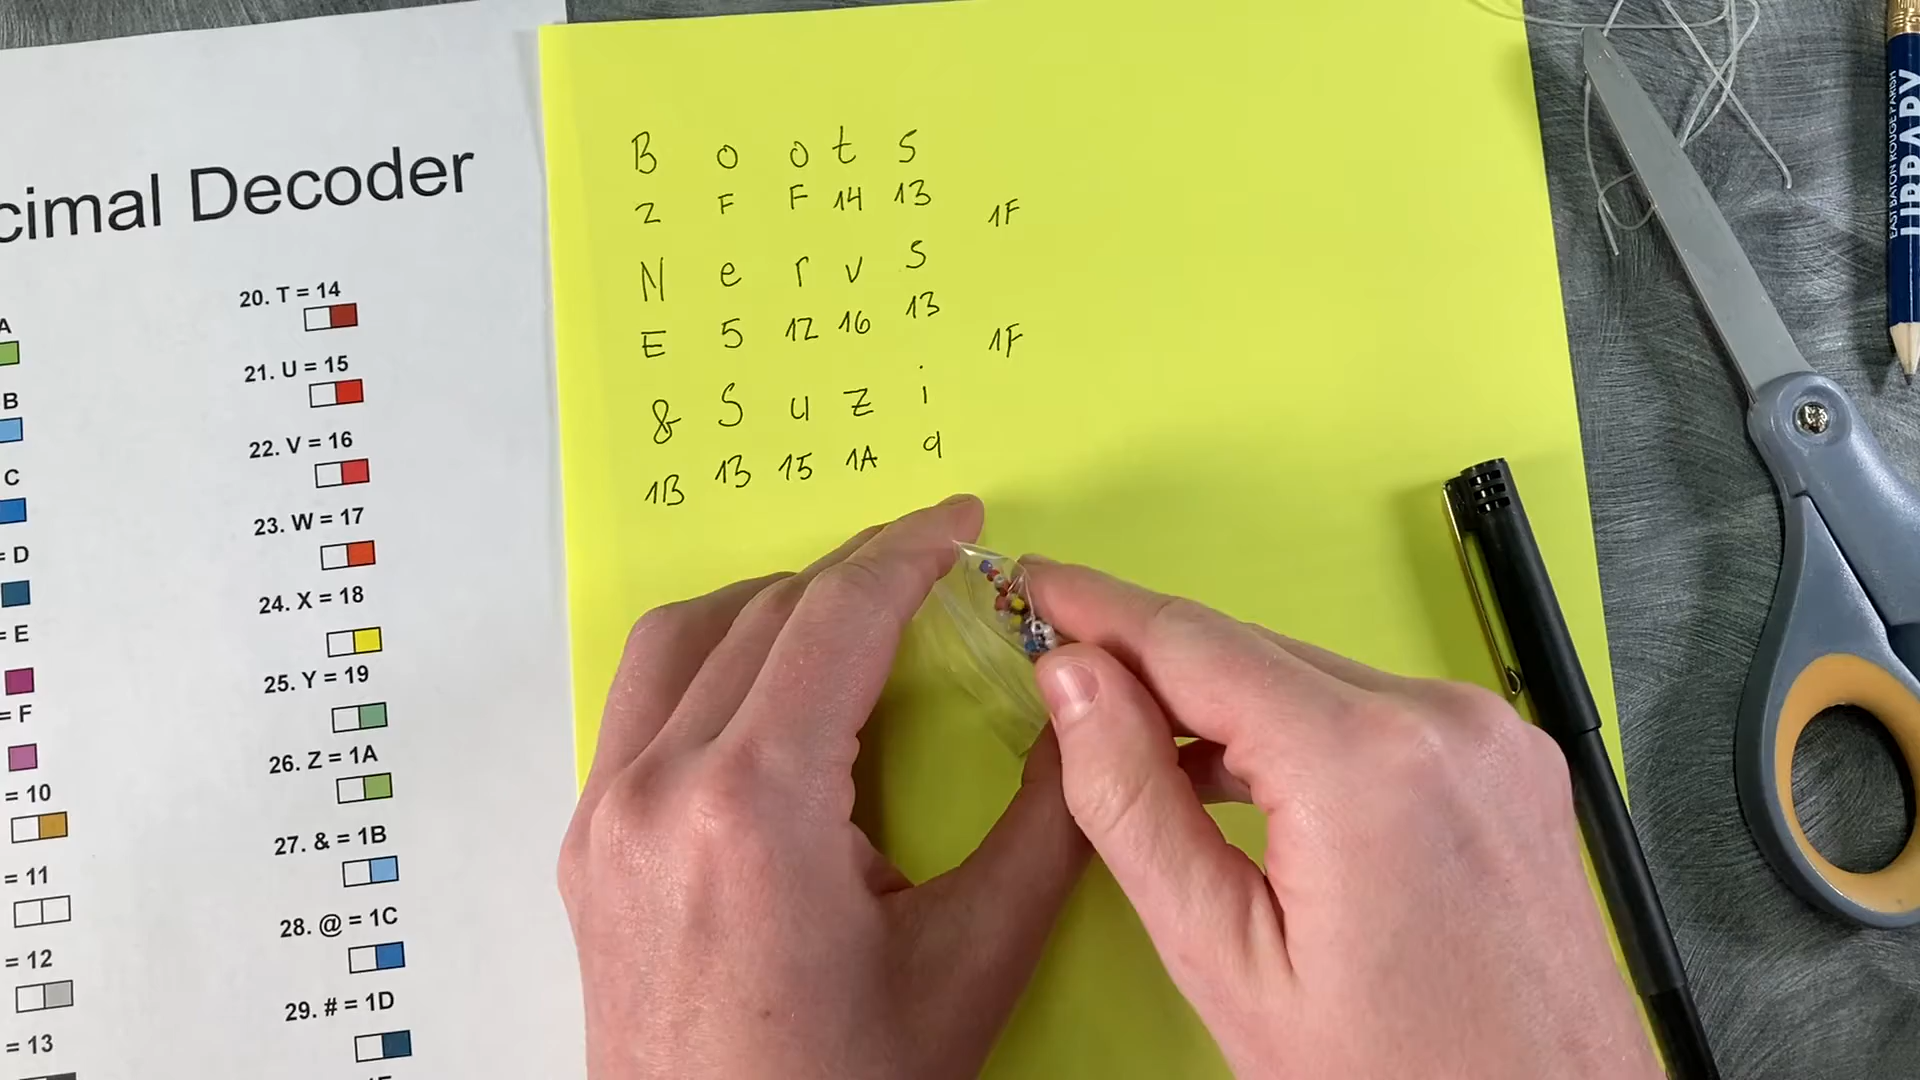 cimal Decoder
A
B
C
= D
= E
= F
= 10
= 11
= 12
= 13
20. T = 14
21. U = 15
22. V = 16
23. W = 17
24. X = 18
25. Y = 19
26. Z = 1A
27. & = 1B
28. @ = 1C
29. # = 1D
B o o t s
2 F F 14 13 1F
N e r v s
E 5 12 16 13 1F
& S u z i
1B 13 15 1A 9
EAST BATON ROUGE PARISH
LIBRARY